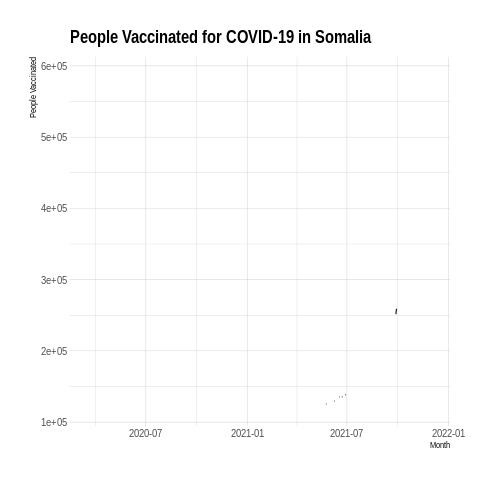 People Vaccinated for COVID-19 in Somalia
People Vaccinated
6e+05
5e+05
4e+05
3e+05
2e+05
1e+05
2020-07 2021-01 2021-07 2022-01
Month